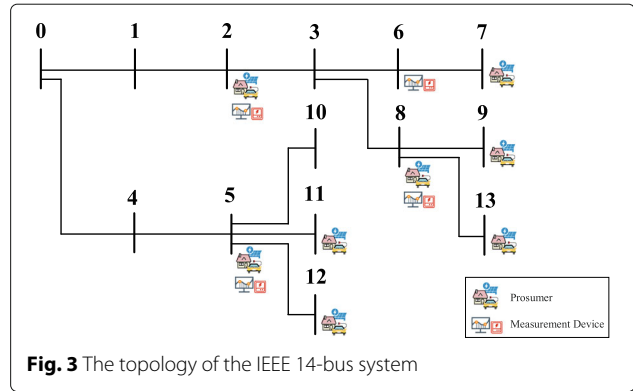 0 1 2 3 6 7
10 8 9
4 5 11 13
12
Prosumer
Measurement Device
Fig. 3 The topology of the IEEE 14-bus system